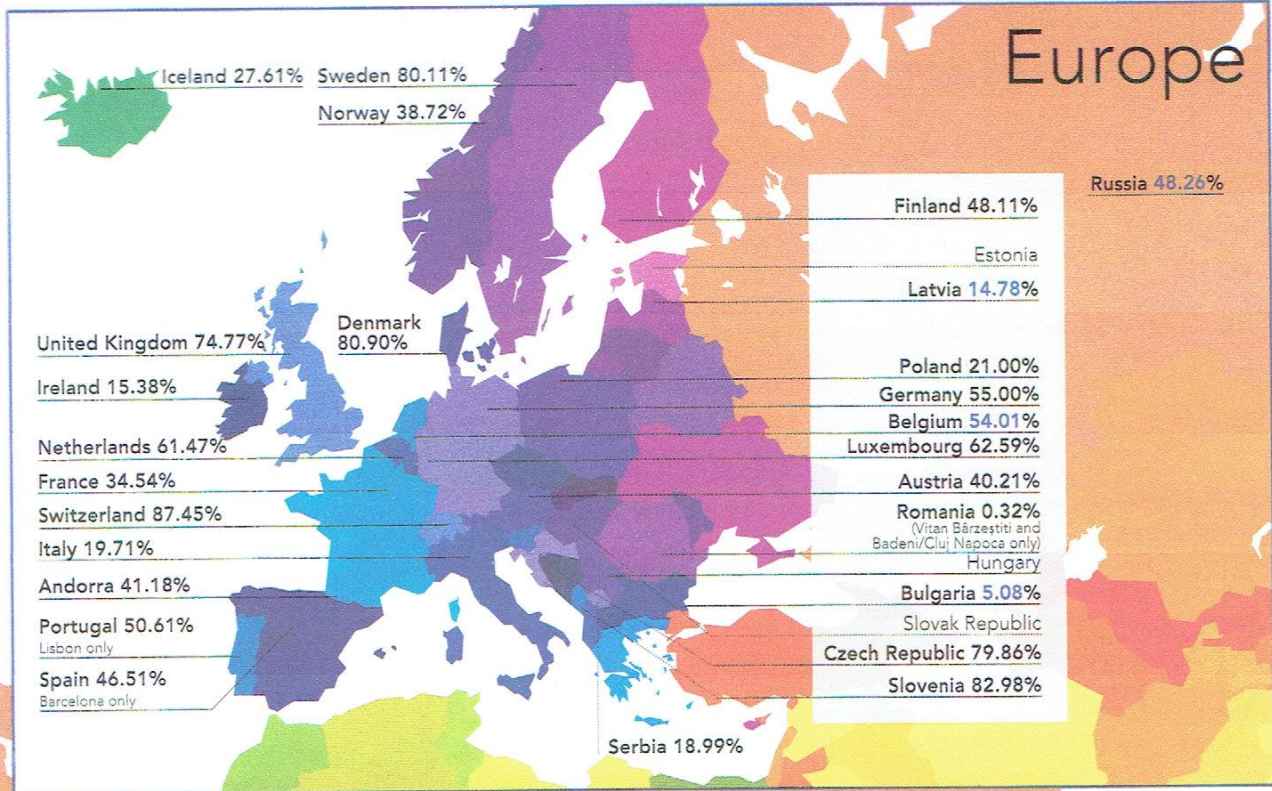 Europe
Iceland 27.61%
Sweden 80.11%
Norway 38.72%
Russia 48.26%
Finland 48.11%
Estonia
Latvia 14.78%
United Kingdom 74.77%
Denmark
80.90%
Ireland 15.38%
Netherlands 61.47%
France 34.54%
Switzerland 87.45%
Italy 19.71%
Andorra 41.18%
Portugal 50.61%
Lisbon only
Spain 46.51%
Barcelona only
Poland 21.00%
Germany 55.00%
Belgium 54.01%
Luxembourg 62.59%
Austria 40.21%
Romania 0.32%
(Vitan Bârzeștiti and
Badeni/Cluj Napoca only)
Hungary
Bulgaria 5.08%
Slovak Republic
Czech Republic 79.86%
Slovenia 82.98%
Serbia 18.99%